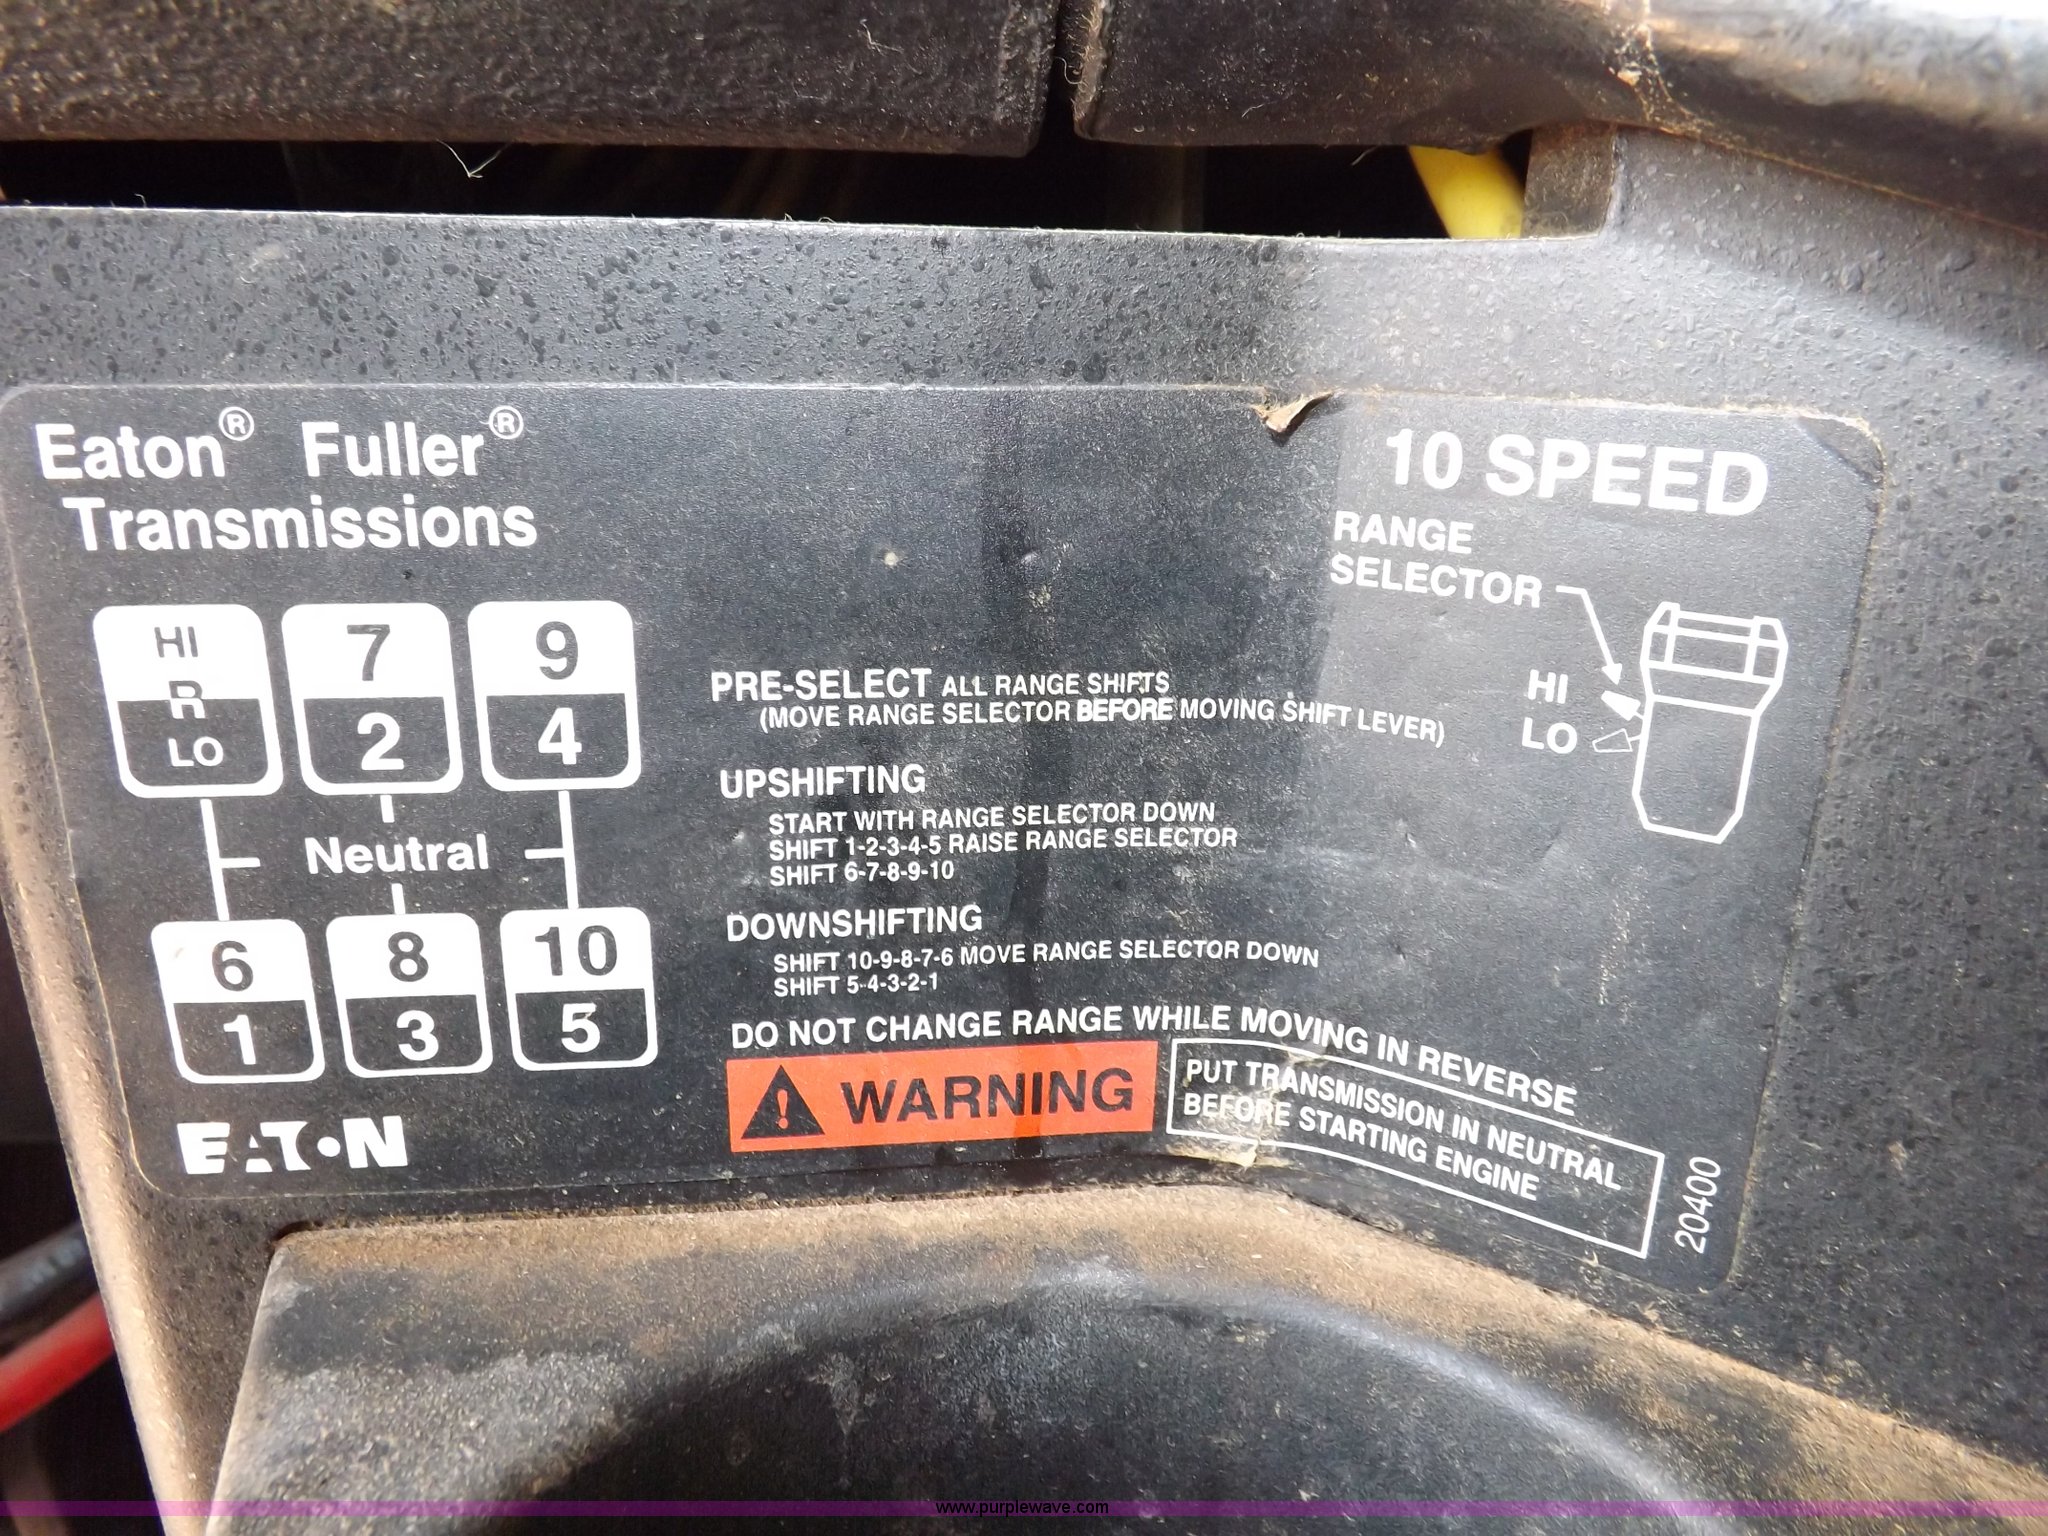 Eaton® Fuller®
Transmissions
10 SPEED
RANGE
SELECTOR
HI
LO
HI
R
LO
7
2
9
4
Neutral
6
1
8
3
10
5
EATON
PRE-SELECT ALL RANGE SHIFTS
(MOVE RANGE SELECTOR BEFORE MOVING SHIFT LEVER)
UPSHIFTING
START WITH RANGE SELECTOR DOWN
SHIFT 1-2-3-4-5 RAISE RANGE SELECTOR
SHIFT 6-7-8-9-10
DOWNSHIFTING
SHIFT 10-9-8-7-6 MOVE RANGE SELECTOR DOWN
SHIFT 5-4-3-2-1
DO NOT CHANGE RANGE WHILE MOVING IN REVERSE
! WARNING
PUT TRANSMISSION IN NEUTRAL
BEFORE STARTING ENGINE
20400
www.purplewave.com